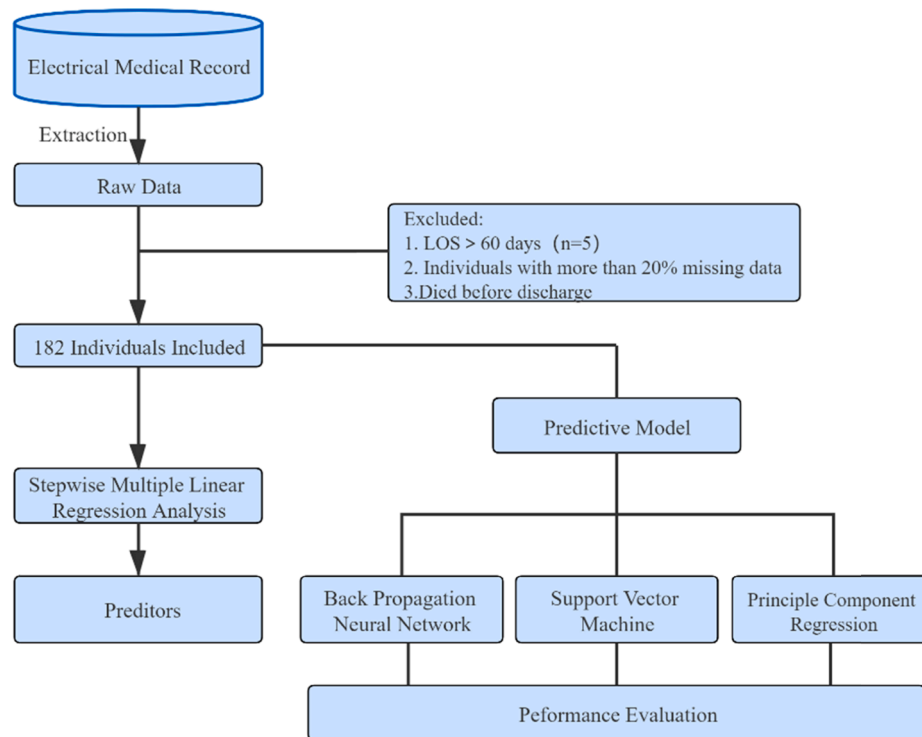 Electrical Medical Record
Extraction
Raw Data
Excluded:
1. LOS > 60 days (n=5)
2. Individuals with more than 20% missing data
3.Died before discharge
182 Individuals Included
Predictive Model
Stepwise Multiple Linear
Regression Analysis
Preditors
Back Propagation
Neural Network
Support Vector
Machine
Principle Component
Regression
Peformance Evaluation